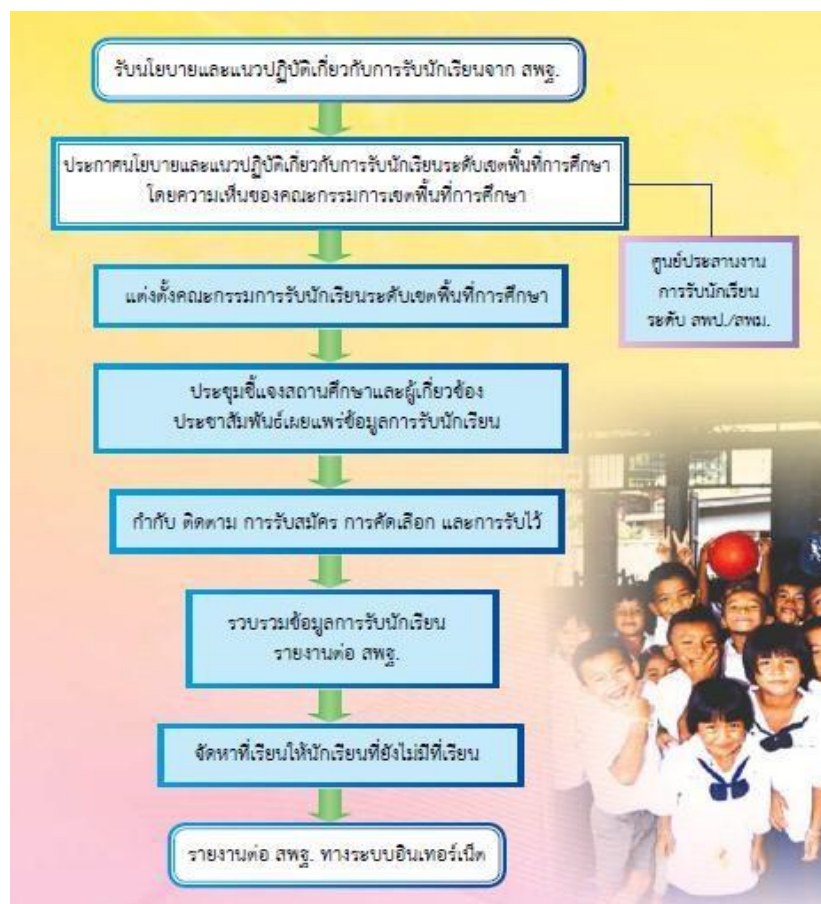 รับนโยบายและแนวปฏิบัติเกี่ยวกับการรับนักเรียนจาก สพฐ.
ประกาศนโยบายและแนวปฏิบัติเกี่ยวกับการรับนักเรียนระดับเขตพื้นที่การศึกษา
โดยความเห็นของคณะกรรมการเขตพื้นที่การศึกษา
ศูนย์ประสานงาน
การรับนักเรียน
ระดับ สพป./สพม.
แต่งตั้งคณะกรรมการรับนักเรียนระดับเขตพื้นที่การศึกษา
ประชุมชี้แจงสถานศึกษาและผู้เกี่ยวข้อง
ประชาสัมพันธ์เผยแพร่ข้อมูลการรับนักเรียน
กำกับ ติดตาม การรับสมัคร การคัดเลือก และการรับไว้
รวบรวมข้อมูลการรับนักเรียน
รายงานต่อ สพฐ.
จัดหาที่เรียนให้นักเรียนที่ยังไม่มีที่เรียน
รายงานต่อ สพฐ. ทางระบบอินเทอร์เน็ต